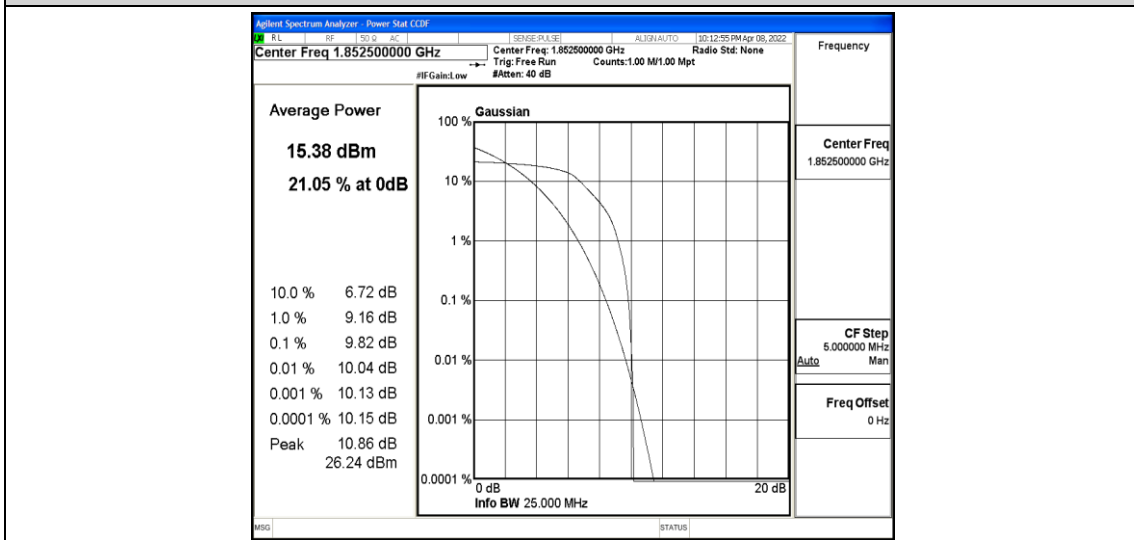 Agilent Spectrum Analyzer - Power Stat CCDF
RL RF 50 Ω AC SENSE:PULSE ALIGN AUTO 10:12:55 PM Apr 08, 2022
Center Freq 1.852500000 GHz
Center Freq: 1.852500000 GHz Radio Std: None
Trig: Free Run Counts:1.00 M/1.00 Mpt
#IFGain:Low #Atten: 40 dB
Frequency
Average Power
15.38 dBm
21.05 % at 0dB
10.0 % 6.72 dB
1.0 % 9.16 dB
0.1 % 9.82 dB
0.01 % 10.04 dB
0.001 % 10.13 dB
0.0001 % 10.15 dB
Peak 10.86 dB
26.24 dBm
Gaussian
100 %
10 %
1 %
0.1 %
0.01 %
0.001 %
0.0001 %
0 dB 20 dB
Info BW 25.000 MHz
Center Freq
1.852500000 GHz
CF Step
5.000000 MHz
Auto Man
Freq Offset
0 Hz
MSG STATUS